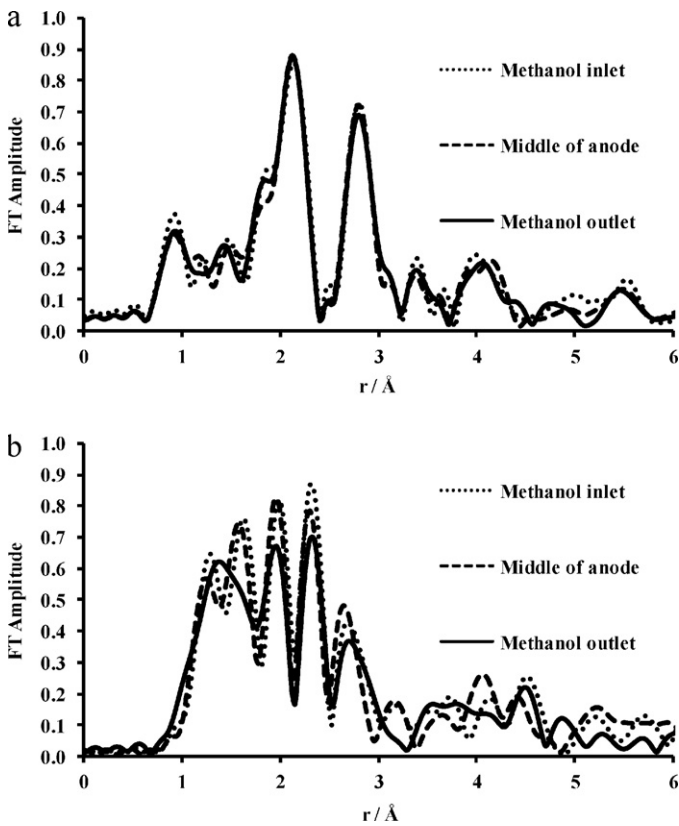 a
1.0
0.9
0.8
0.7
0.6
0.5
0.4
0.3
0.2
0.1
0.0
FT Amplitude
0 1 2 3 4 5 6
r / Å
Methanol inlet
Middle of anode
Methanol outlet
b
1.0
0.9
0.8
0.7
0.6
0.5
0.4
0.3
0.2
0.1
0.0
FT Amplitude
0 1 2 3 4 5 6
r / Å
Methanol inlet
Middle of anode
Methanol outlet